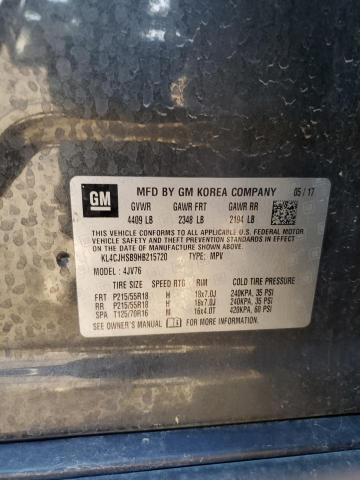 GM
MFD BY GM KOREA COMPANY 05/17
GVWR GAWR FRT GAWR RR
4409 LB 2348 LB 2194 LB
THIS VEHICLE CONFORMS TO ALL APPLICABLE U.S. FEDERAL MOTOR
VEHICLE SAFETY, BUMPER, AND THEFT PREVENTION STANDARDS
IN EFFECT ON THE DATE OF MANUFACTURE SHOWN ABOVE.
KL4CJHSB9HB215720 TYPE: MPV
MODEL: 4JV76
TIRE SIZE SPEED RTG RIM COLD TIRE PRESSURE
FRT P215/55R18 H 18x7.0J 240KPA, 35 PSI
RR P215/55R18 H 18x7.0J 240KPA, 35 PSI
SPA T125/70R16 M 16x4.0T 420KPA, 60 PSI
SEE OWNER'S MANUAL FOR MORE INFORMATION.